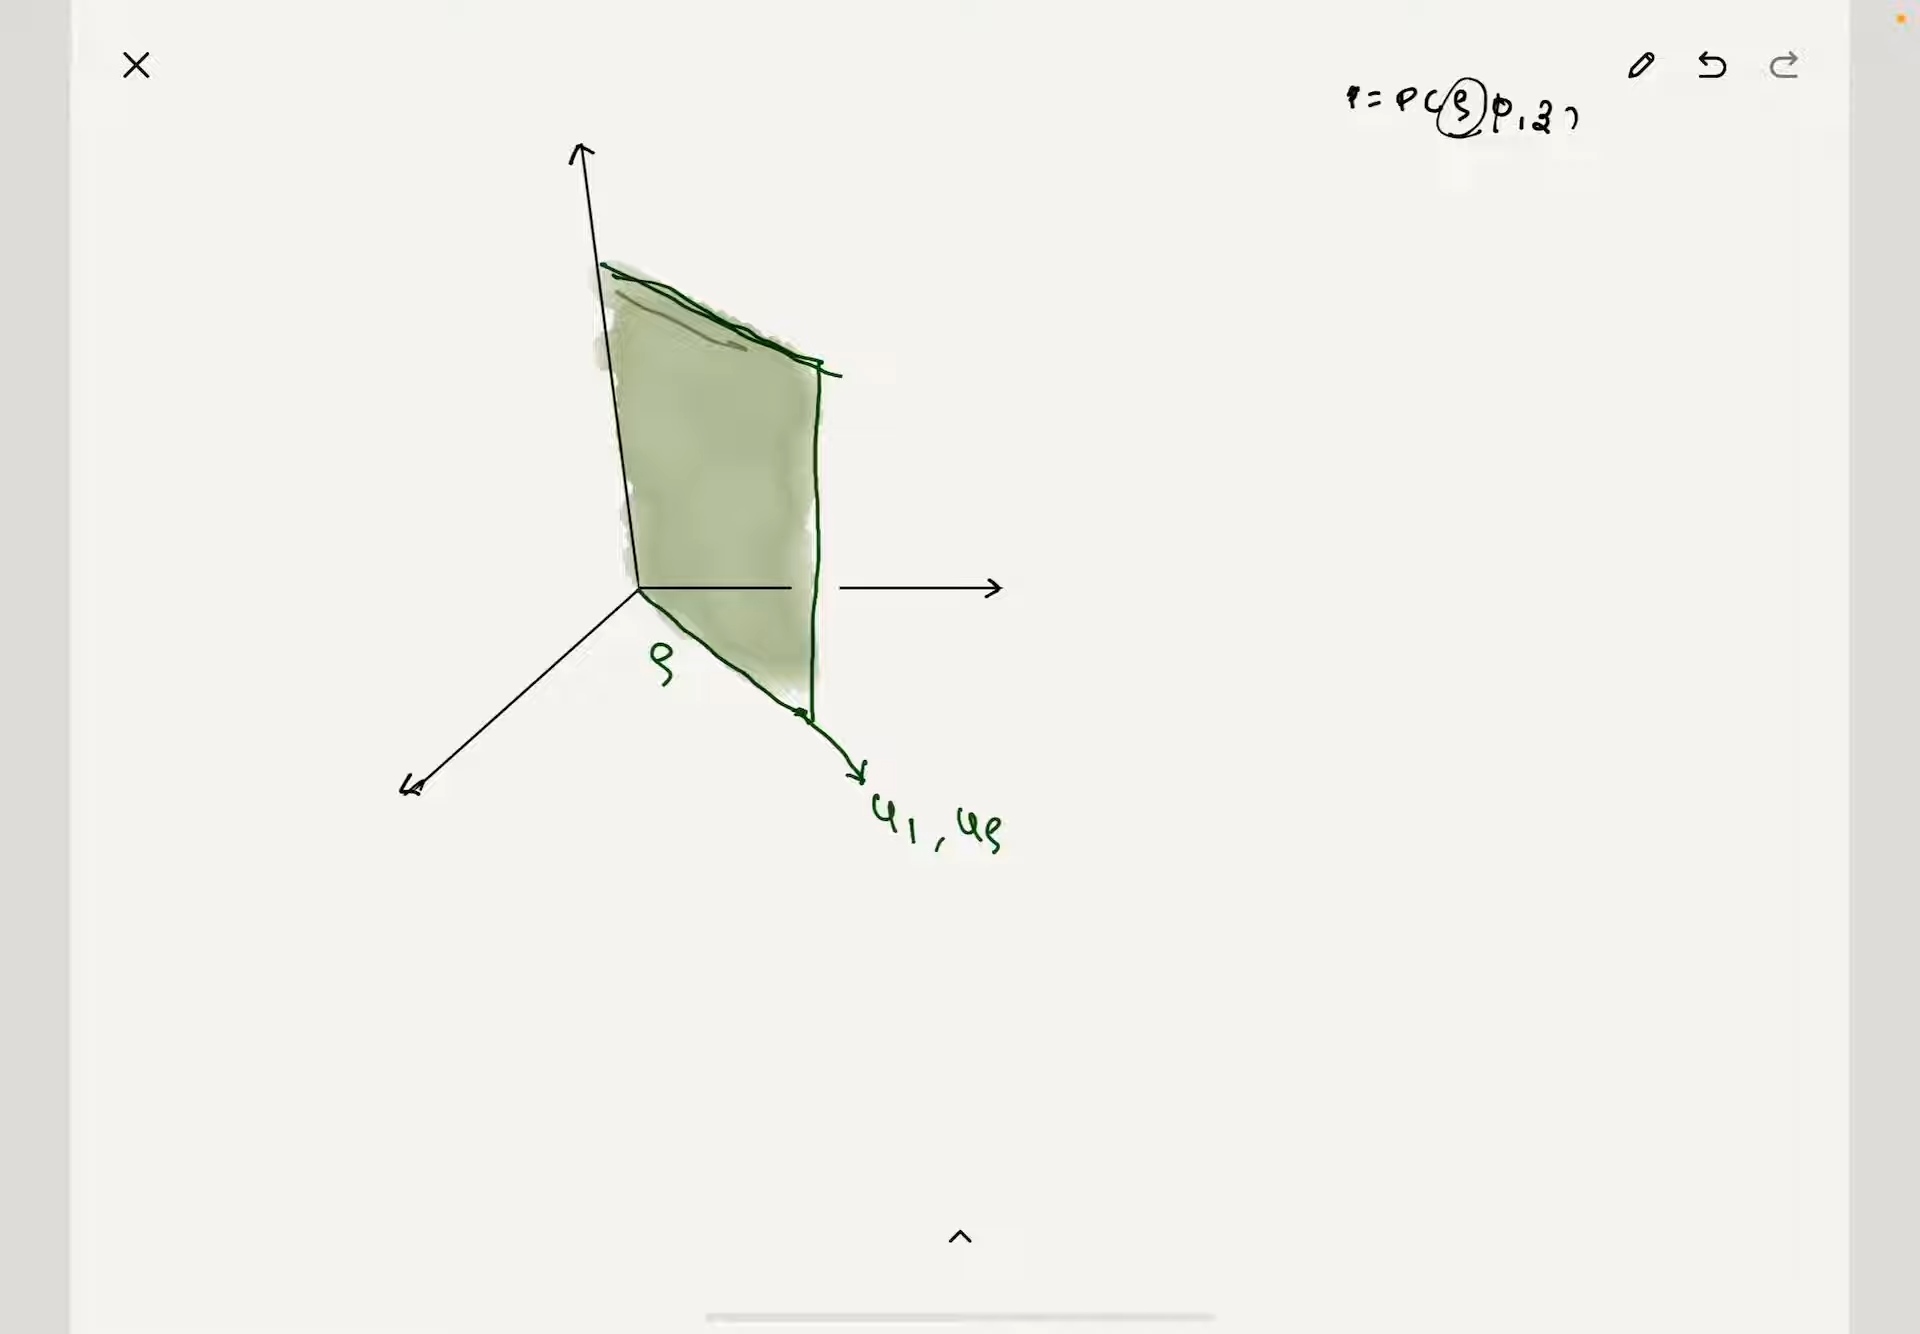 r = r(ρ, φ, z)
ρ
u₁, uρ